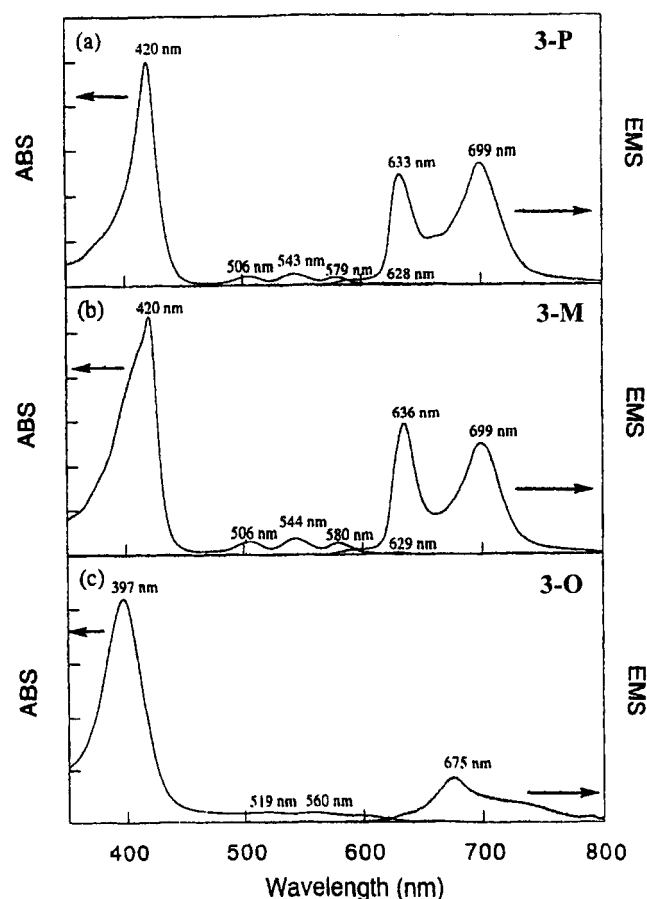 (a)
420 nm
3-P
633 nm
699 nm
506 nm
543 nm
579 nm
628 nm
ABS
EMS
(b)
420 nm
3-M
636 nm
699 nm
506 nm
544 nm
580 nm
629 nm
ABS
EMS
(c)
397 nm
3-O
675 nm
519 nm
560 nm
ABS
EMS
400
500
600
700
800
Wavelength (nm)